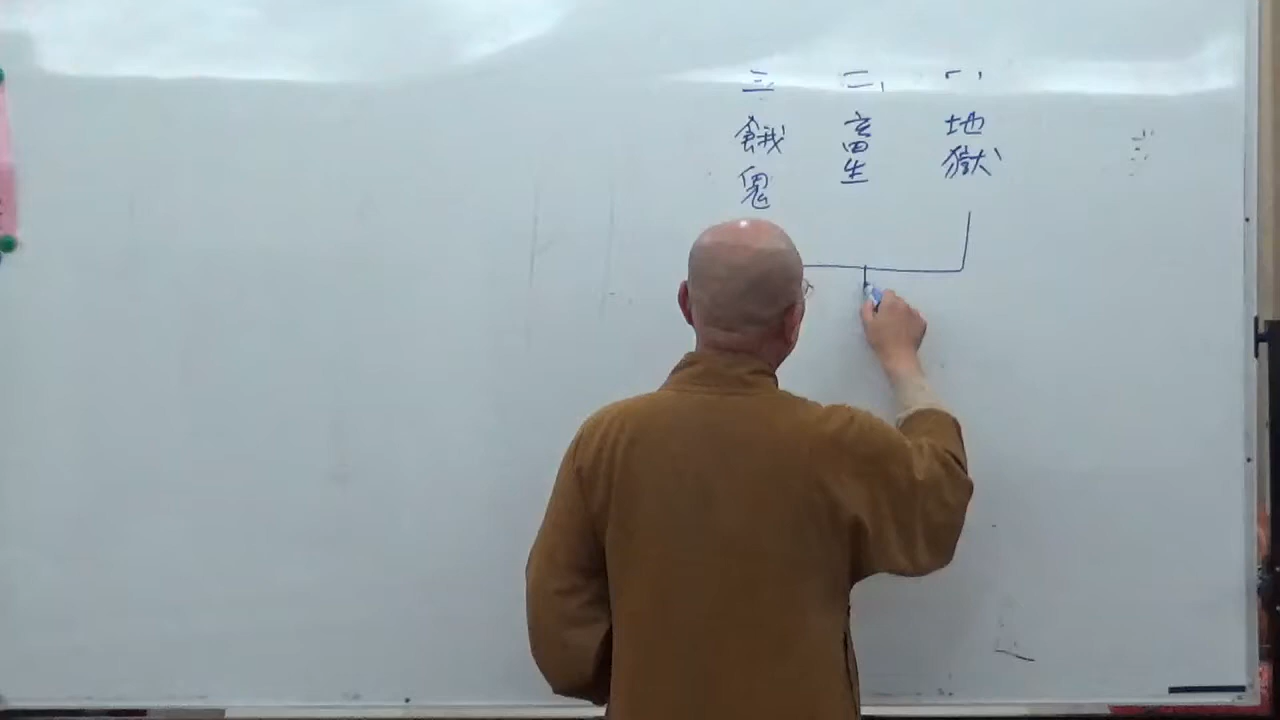 一、地獄
二、畜生
三餓鬼